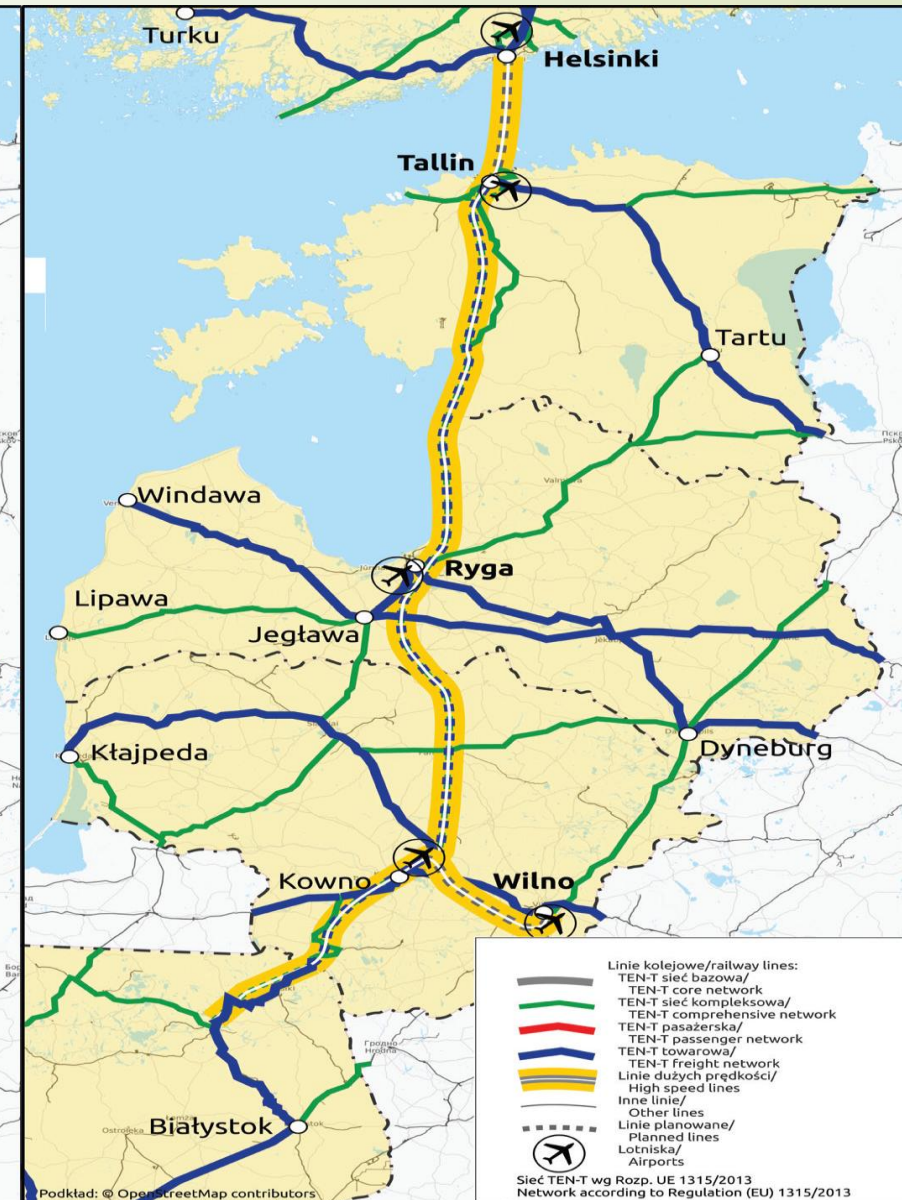 Turku
Helsinki
Tallin
Tartu
Valmiera
Windawa
Ryga
Lipawa
Jegława
Kłajpeda
Dyneburg
Kowno
Wilno
Гродно
Hrodna
Białystok
Linie kolejowe/railway lines:
TEN-T sieć bazowa/
TEN-T core network
TEN-T sieć kompleksowa/
TEN-T comprehensive network
TEN-T pasażerska/
TEN-T passenger network
TEN-T towarowa/
TEN-T freight network
Linie dużych prędkości/
High speed lines
Inne linie/
Other lines
Linie planowane/
Planned lines
Lotniska/
Airports
Sieć TEN-T wg Rozp. UE 1315/2013
Network according to Regulation (EU) 1315/2013
Podkład: © OpenStreetMap contributors